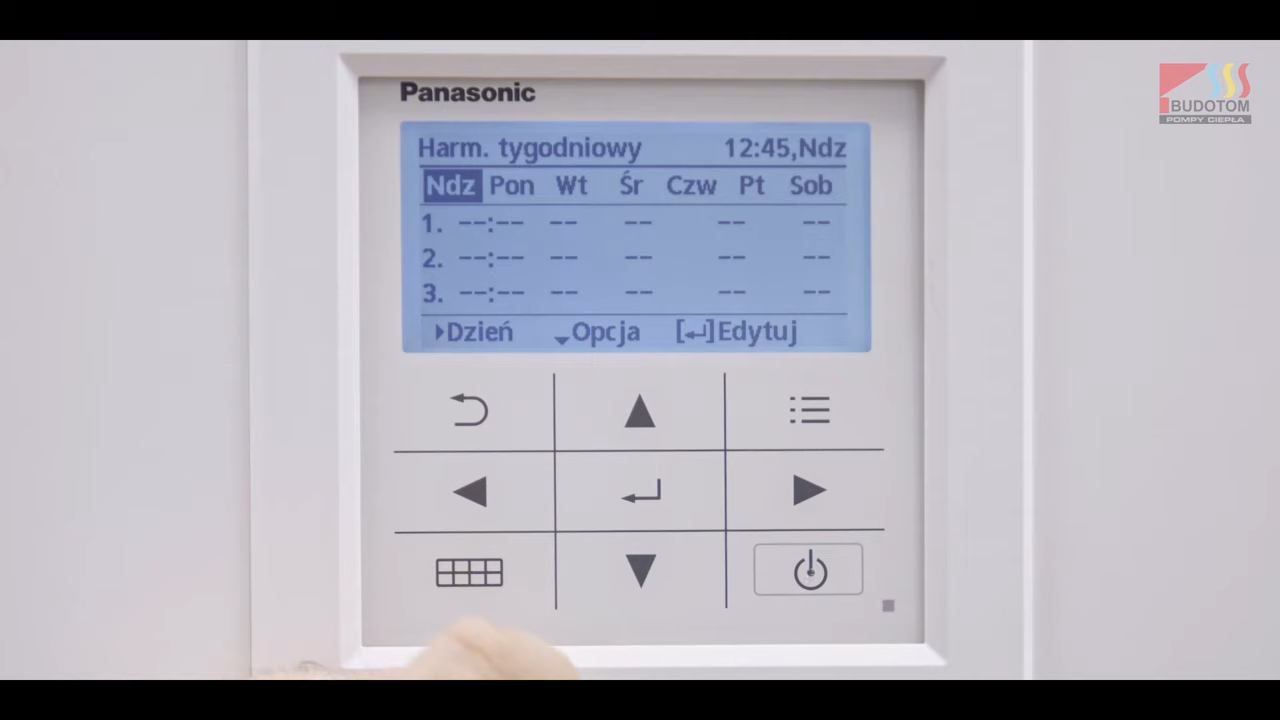 Panasonic
BUDOTOM
POMPY CIEPŁA
Harm. tygodniowy 12:45,Ndz
Ndz Pon Wt Śr Czw Pt Sob
1. --:-- -- -- -- --
2. --:-- -- -- -- --
3. --:-- -- -- -- --
Dzień Opcja [↵]Edytuj